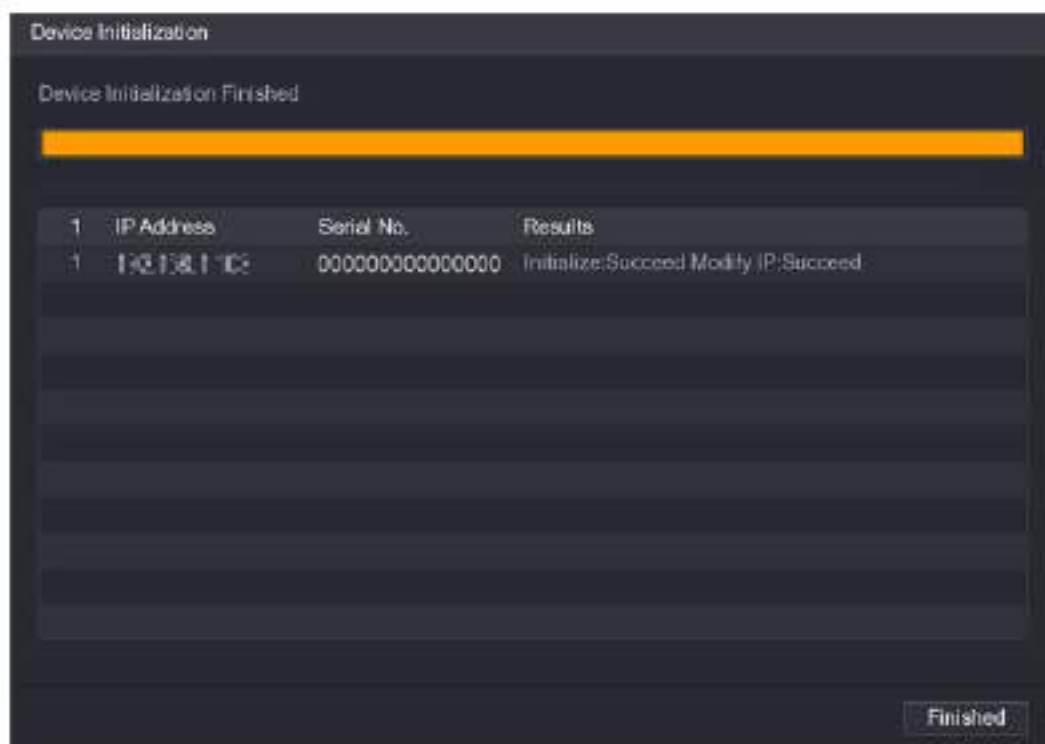 Device Initialization
Device Initialization Finished
1 IP Address Serial No. Results
1 000000000000000 Initialize:Succeed Modify IP:Succeed
Finished